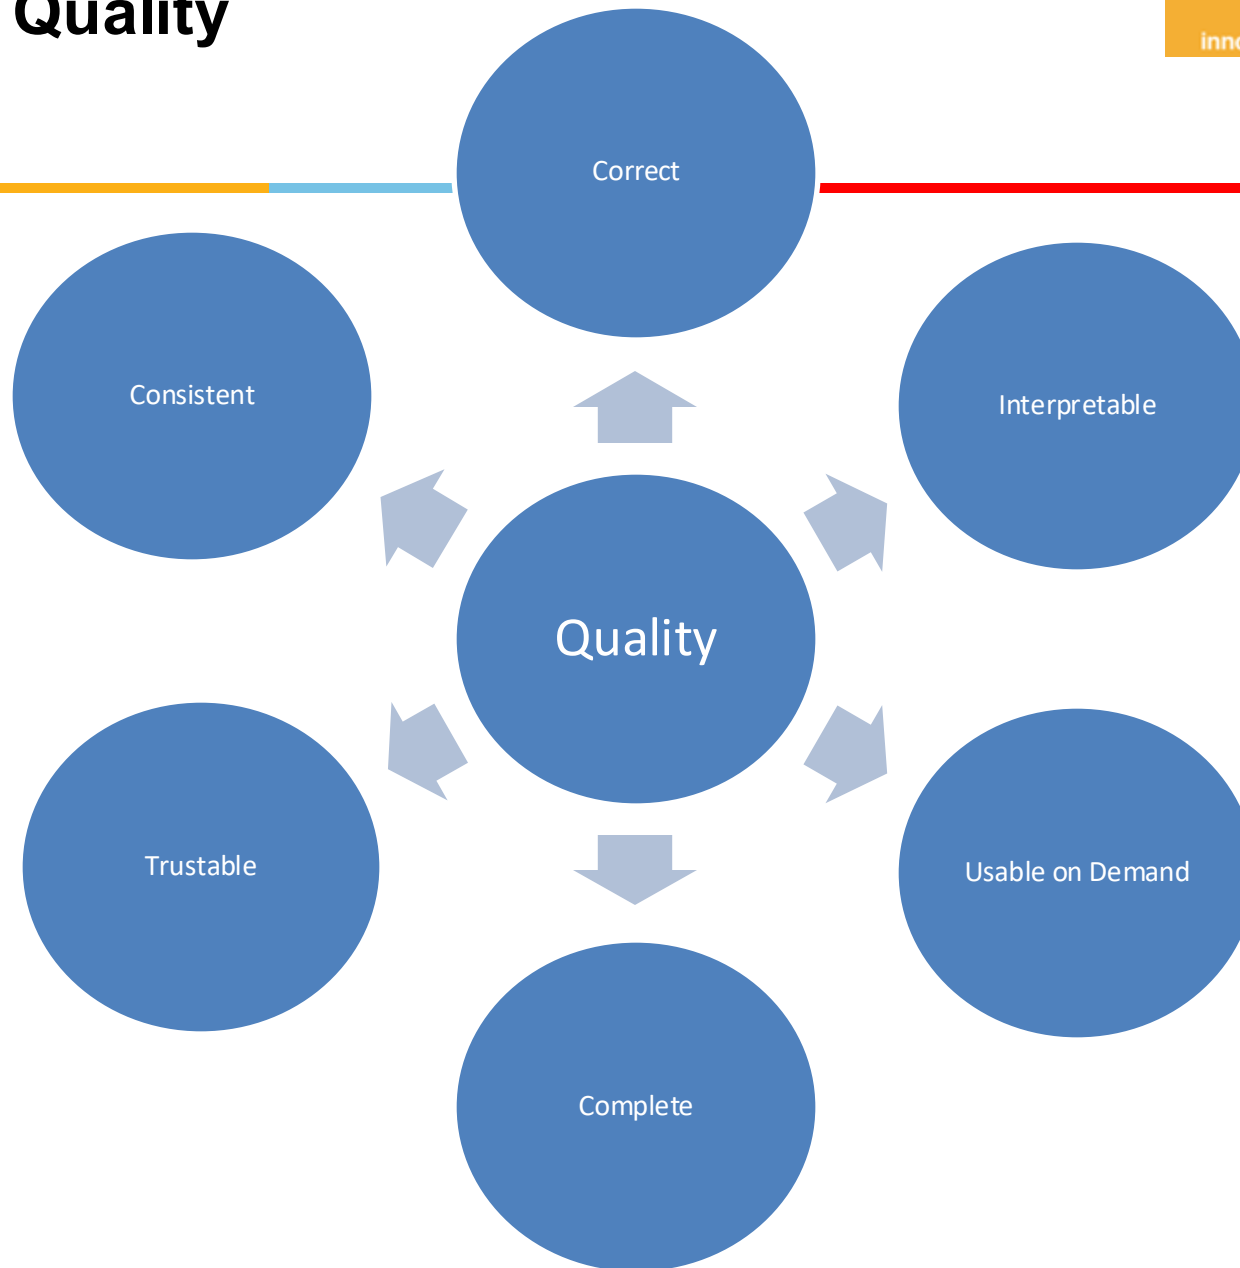 Quality
Correct
Consistent
Interpretable
Quality
Trustable
Usable on Demand
Complete